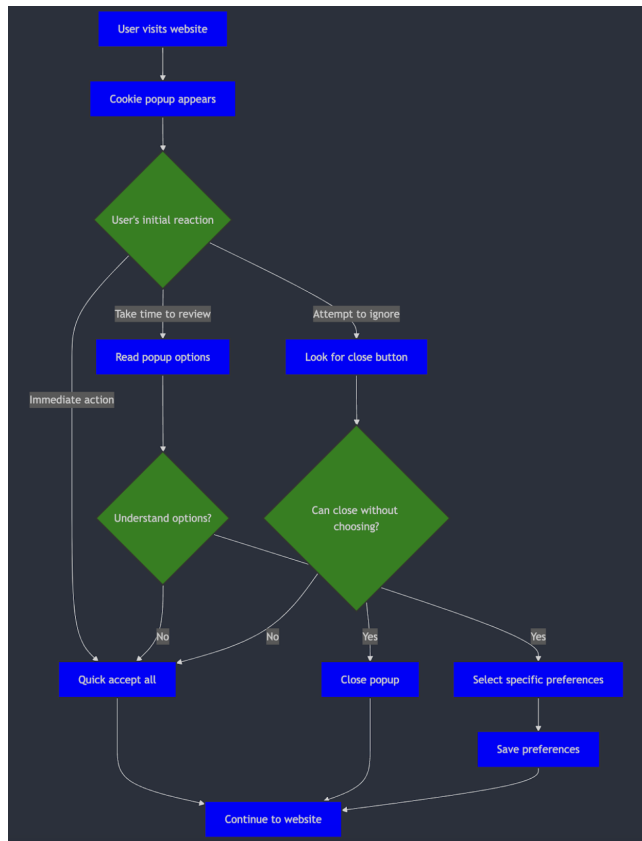 User visits website
Cookie popup appears
User's initial reaction
Take time to review
Attempt to ignore
Read popup options
Look for close button
Immediate action
Understand options?
Can close without
choosing?
No
No
Yes
Yes
Quick accept all
Close popup
Select specific preferences
Save preferences
Continue to website